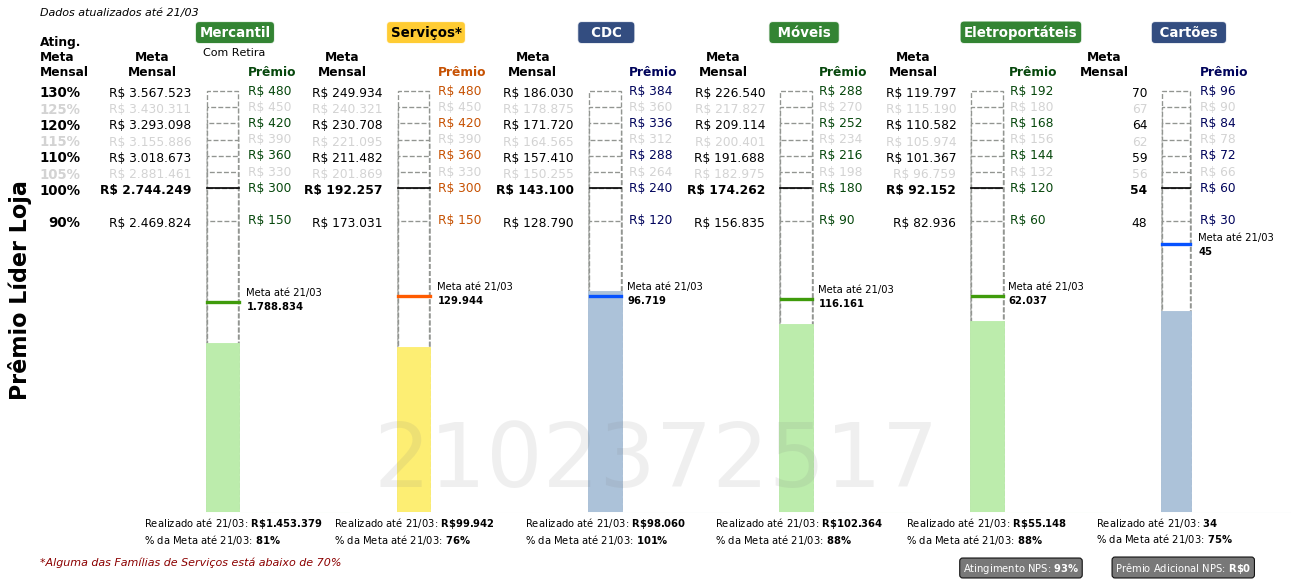 Dados atualizados até 21/03
Mercantil Serviços* CDC Móveis Eletroportáteis Cartões
Com Retira
Ating. Meta Mensal
Meta Mensal Prêmio Meta Mensal Prêmio Meta Mensal Prêmio Meta Mensal Prêmio Meta Mensal Prêmio Meta Mensal Prêmio
130% R$ 3.567.523 R$ 480 R$ 249.934 R$ 480 R$ 186.030 R$ 384 R$ 226.540 R$ 288 R$ 119.797 R$ 192 70 R$ 96
125% R$ 3.430.311 R$ 450 R$ 240.321 R$ 450 R$ 178.875 R$ 360 R$ 217.827 R$ 270 R$ 115.190 R$ 180 67 R$ 90
120% R$ 3.293.098 R$ 420 R$ 230.708 R$ 420 R$ 171.720 R$ 336 R$ 209.114 R$ 252 R$ 110.582 R$ 168 64 R$ 84
115% R$ 3.155.886 R$ 390 R$ 221.095 R$ 390 R$ 164.565 R$ 312 R$ 200.401 R$ 234 R$ 105.974 R$ 156 62 R$ 78
110% R$ 3.018.673 R$ 360 R$ 211.482 R$ 360 R$ 157.410 R$ 288 R$ 191.688 R$ 216 R$ 101.367 R$ 144 59 R$ 72
105% R$ 2.881.461 R$ 330 R$ 201.869 R$ 330 R$ 150.255 R$ 264 R$ 182.975 R$ 198 R$ 96.759 R$ 132 56 R$ 66
100% R$ 2.744.249 R$ 300 R$ 192.257 R$ 300 R$ 143.100 R$ 240 R$ 174.262 R$ 180 R$ 92.152 R$ 120 54 R$ 60
90% R$ 2.469.824 R$ 150 R$ 173.031 R$ 150 R$ 128.790 R$ 120 R$ 156.835 R$ 90 R$ 82.936 R$ 60 48 R$ 30
Prêmio Líder Loja
Meta até 21/03
1.788.834
Meta até 21/03
129.944
Meta até 21/03
96.719
Meta até 21/03
116.161
Meta até 21/03
62.037
Meta até 21/03
45
2102372517
Realizado até 21/03: R$1.453.379
% da Meta até 21/03: 81%
Realizado até 21/03: R$99.942
% da Meta até 21/03: 76%
Realizado até 21/03: R$98.060
% da Meta até 21/03: 101%
Realizado até 21/03: R$102.364
% da Meta até 21/03: 88%
Realizado até 21/03: R$55.148
% da Meta até 21/03: 88%
Realizado até 21/03: 34
% da Meta até 21/03: 75%
*Alguma das Famílias de Serviços está abaixo de 70%
Atingimento NPS: 93%
Prêmio Adicional NPS: R$0